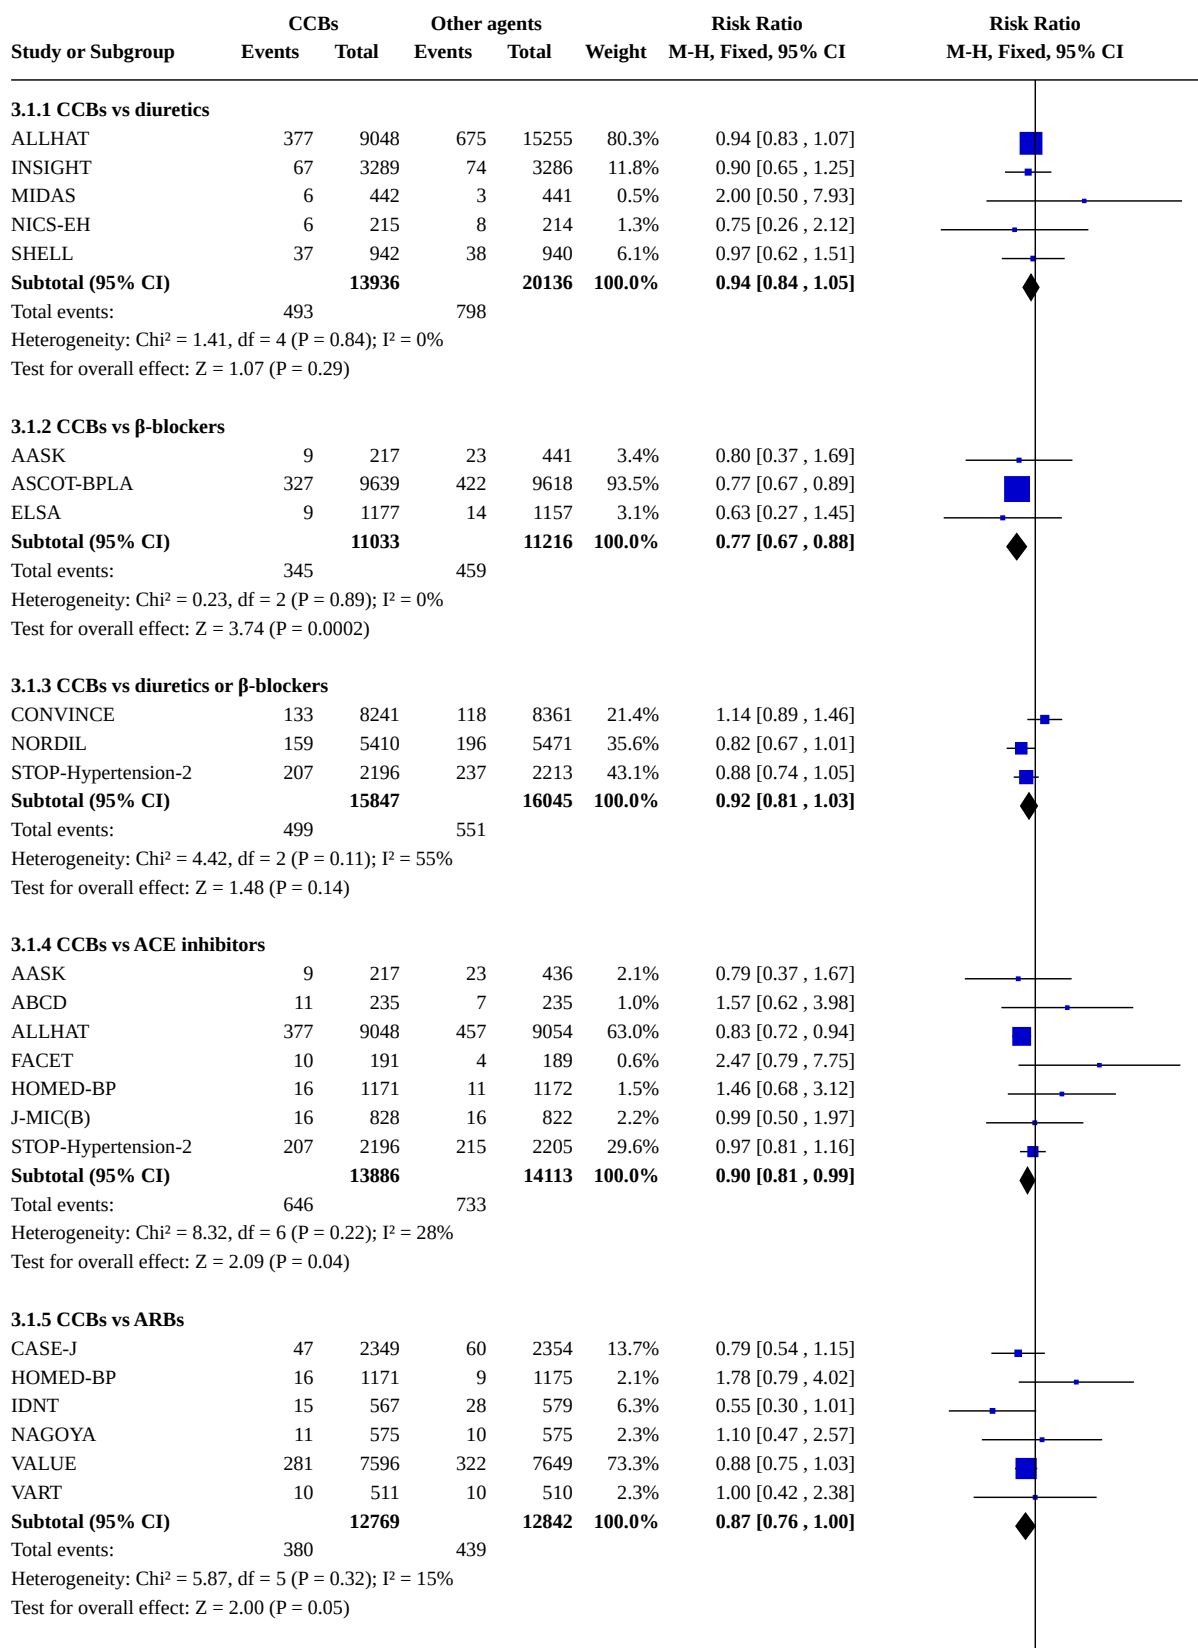 CCBs Other agents Risk Ratio Risk Ratio
Study or Subgroup Events Total Events Total Weight M-H, Fixed, 95% CI M-H, Fixed, 95% CI
3.1.1 CCBs vs diuretics
ALLHAT 377 9048 675 15255 80.3% 0.94 [0.83 , 1.07]
INSIGHT 67 3289 74 3286 11.8% 0.90 [0.65 , 1.25]
MIDAS 6 442 3 441 0.5% 2.00 [0.50 , 7.93]
NICS-EH 6 215 8 214 1.3% 0.75 [0.26 , 2.12]
SHELL 37 942 38 940 6.1% 0.97 [0.62 , 1.51]
Subtotal (95% CI) 13936 20136 100.0% 0.94 [0.84 , 1.05]
Total events: 493 798
Heterogeneity: Chi² = 1.41, df = 4 (P = 0.84); I² = 0%
Test for overall effect: Z = 1.07 (P = 0.29)
3.1.2 CCBs vs β-blockers
AASK 9 217 23 441 3.4% 0.80 [0.37 , 1.69]
ASCOT-BPLA 327 9639 422 9618 93.5% 0.77 [0.67 , 0.89]
ELSA 9 1177 14 1157 3.1% 0.63 [0.27 , 1.45]
Subtotal (95% CI) 11033 11216 100.0% 0.77 [0.67 , 0.88]
Total events: 345 459
Heterogeneity: Chi² = 0.23, df = 2 (P = 0.89); I² = 0%
Test for overall effect: Z = 3.74 (P = 0.0002)
3.1.3 CCBs vs diuretics or β-blockers
CONVINCE 133 8241 118 8361 21.4% 1.14 [0.89 , 1.46]
NORDIL 159 5410 196 5471 35.6% 0.82 [0.67 , 1.01]
STOP-Hypertension-2 207 2196 237 2213 43.1% 0.88 [0.74 , 1.05]
Subtotal (95% CI) 15847 16045 100.0% 0.92 [0.81 , 1.03]
Total events: 499 551
Heterogeneity: Chi² = 4.42, df = 2 (P = 0.11); I² = 55%
Test for overall effect: Z = 1.48 (P = 0.14)
3.1.4 CCBs vs ACE inhibitors
AASK 9 217 23 436 2.1% 0.79 [0.37 , 1.67]
ABCD 11 235 7 235 1.0% 1.57 [0.62 , 3.98]
ALLHAT 377 9048 457 9054 63.0% 0.83 [0.72 , 0.94]
FACET 10 191 4 189 0.6% 2.47 [0.79 , 7.75]
HOMED-BP 16 1171 11 1172 1.5% 1.46 [0.68 , 3.12]
J-MIC(B) 16 828 16 822 2.2% 0.99 [0.50 , 1.97]
STOP-Hypertension-2 207 2196 215 2205 29.6% 0.97 [0.81 , 1.16]
Subtotal (95% CI) 13886 14113 100.0% 0.90 [0.81 , 0.99]
Total events: 646 733
Heterogeneity: Chi² = 8.32, df = 6 (P = 0.22); I² = 28%
Test for overall effect: Z = 2.09 (P = 0.04)
3.1.5 CCBs vs ARBs
CASE-J 47 2349 60 2354 13.7% 0.79 [0.54 , 1.15]
HOMED-BP 16 1171 9 1175 2.1% 1.78 [0.79 , 4.02]
IDNT 15 567 28 579 6.3% 0.55 [0.30 , 1.01]
NAGOYA 11 575 10 575 2.3% 1.10 [0.47 , 2.57]
VALUE 281 7596 322 7649 73.3% 0.88 [0.75 , 1.03]
VART 10 511 10 510 2.3% 1.00 [0.42 , 2.38]
Subtotal (95% CI) 12769 12842 100.0% 0.87 [0.76 , 1.00]
Total events: 380 439
Heterogeneity: Chi² = 5.87, df = 5 (P = 0.32); I² = 15%
Test for overall effect: Z = 2.00 (P = 0.05)